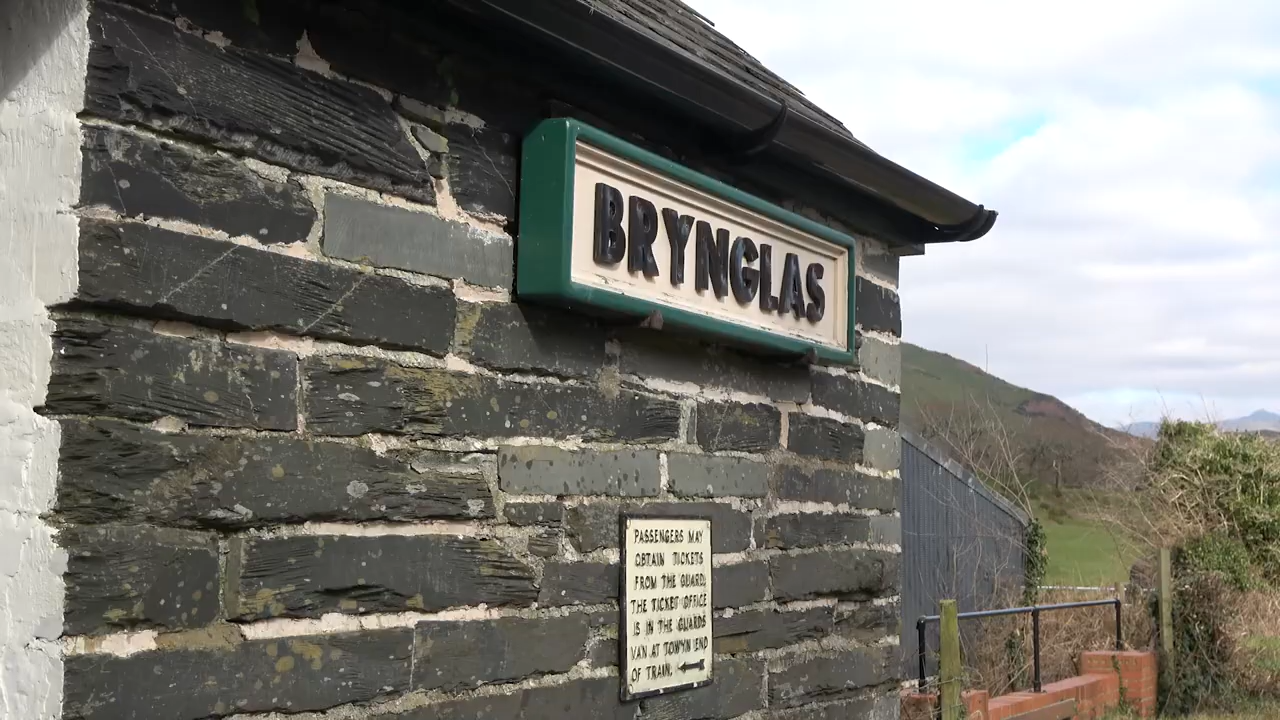 BRYNGLAS
PASSENGERS MAY
OBTAIN TICKETS
FROM THE GUARD.
THE TICKET OFFICE
IS IN THE GUARDS
VAN AT TOWYN END
OF TRAIN.